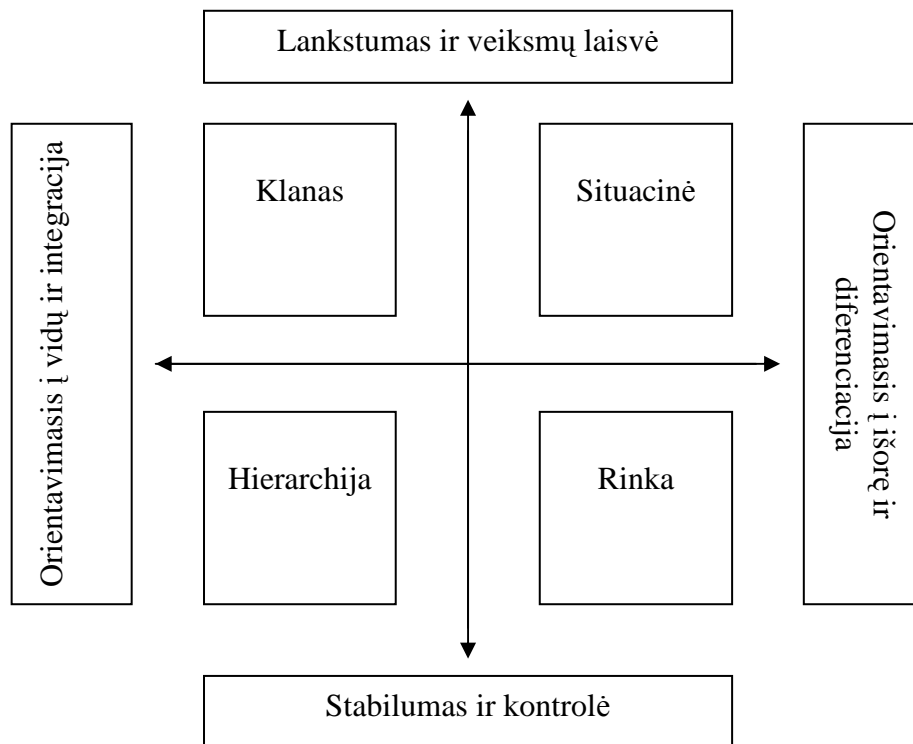 Lankstumas ir veiksmų laisvė
Orientavimasis į vidų ir integracija
Klanas
Situacinė
Orientavimasis į išorę ir
diferenciacija
Hierarchija
Rinka
Stabilumas ir kontrolė